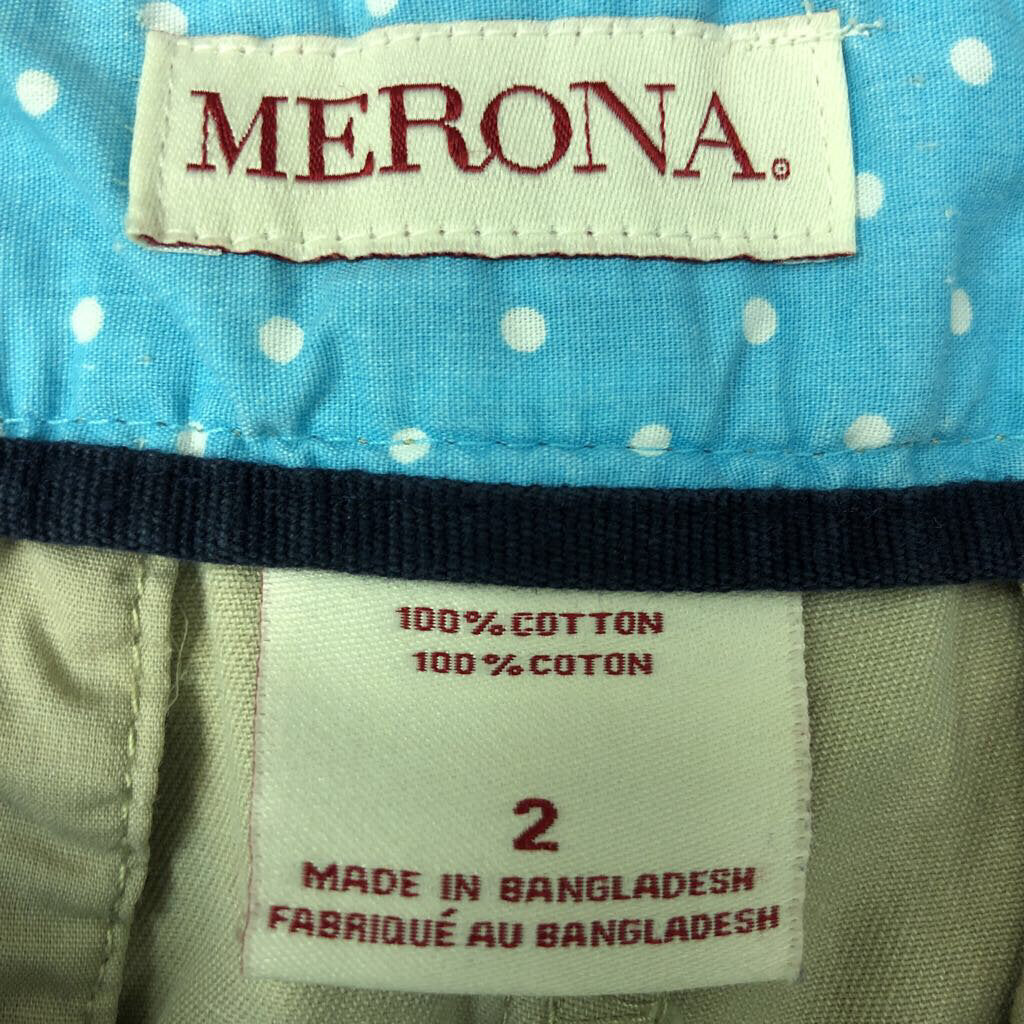 MERONA®
100% COTTON
100% COTON
2
MADE IN BANGLADESH
FABRIQUÉ AU BANGLADESH